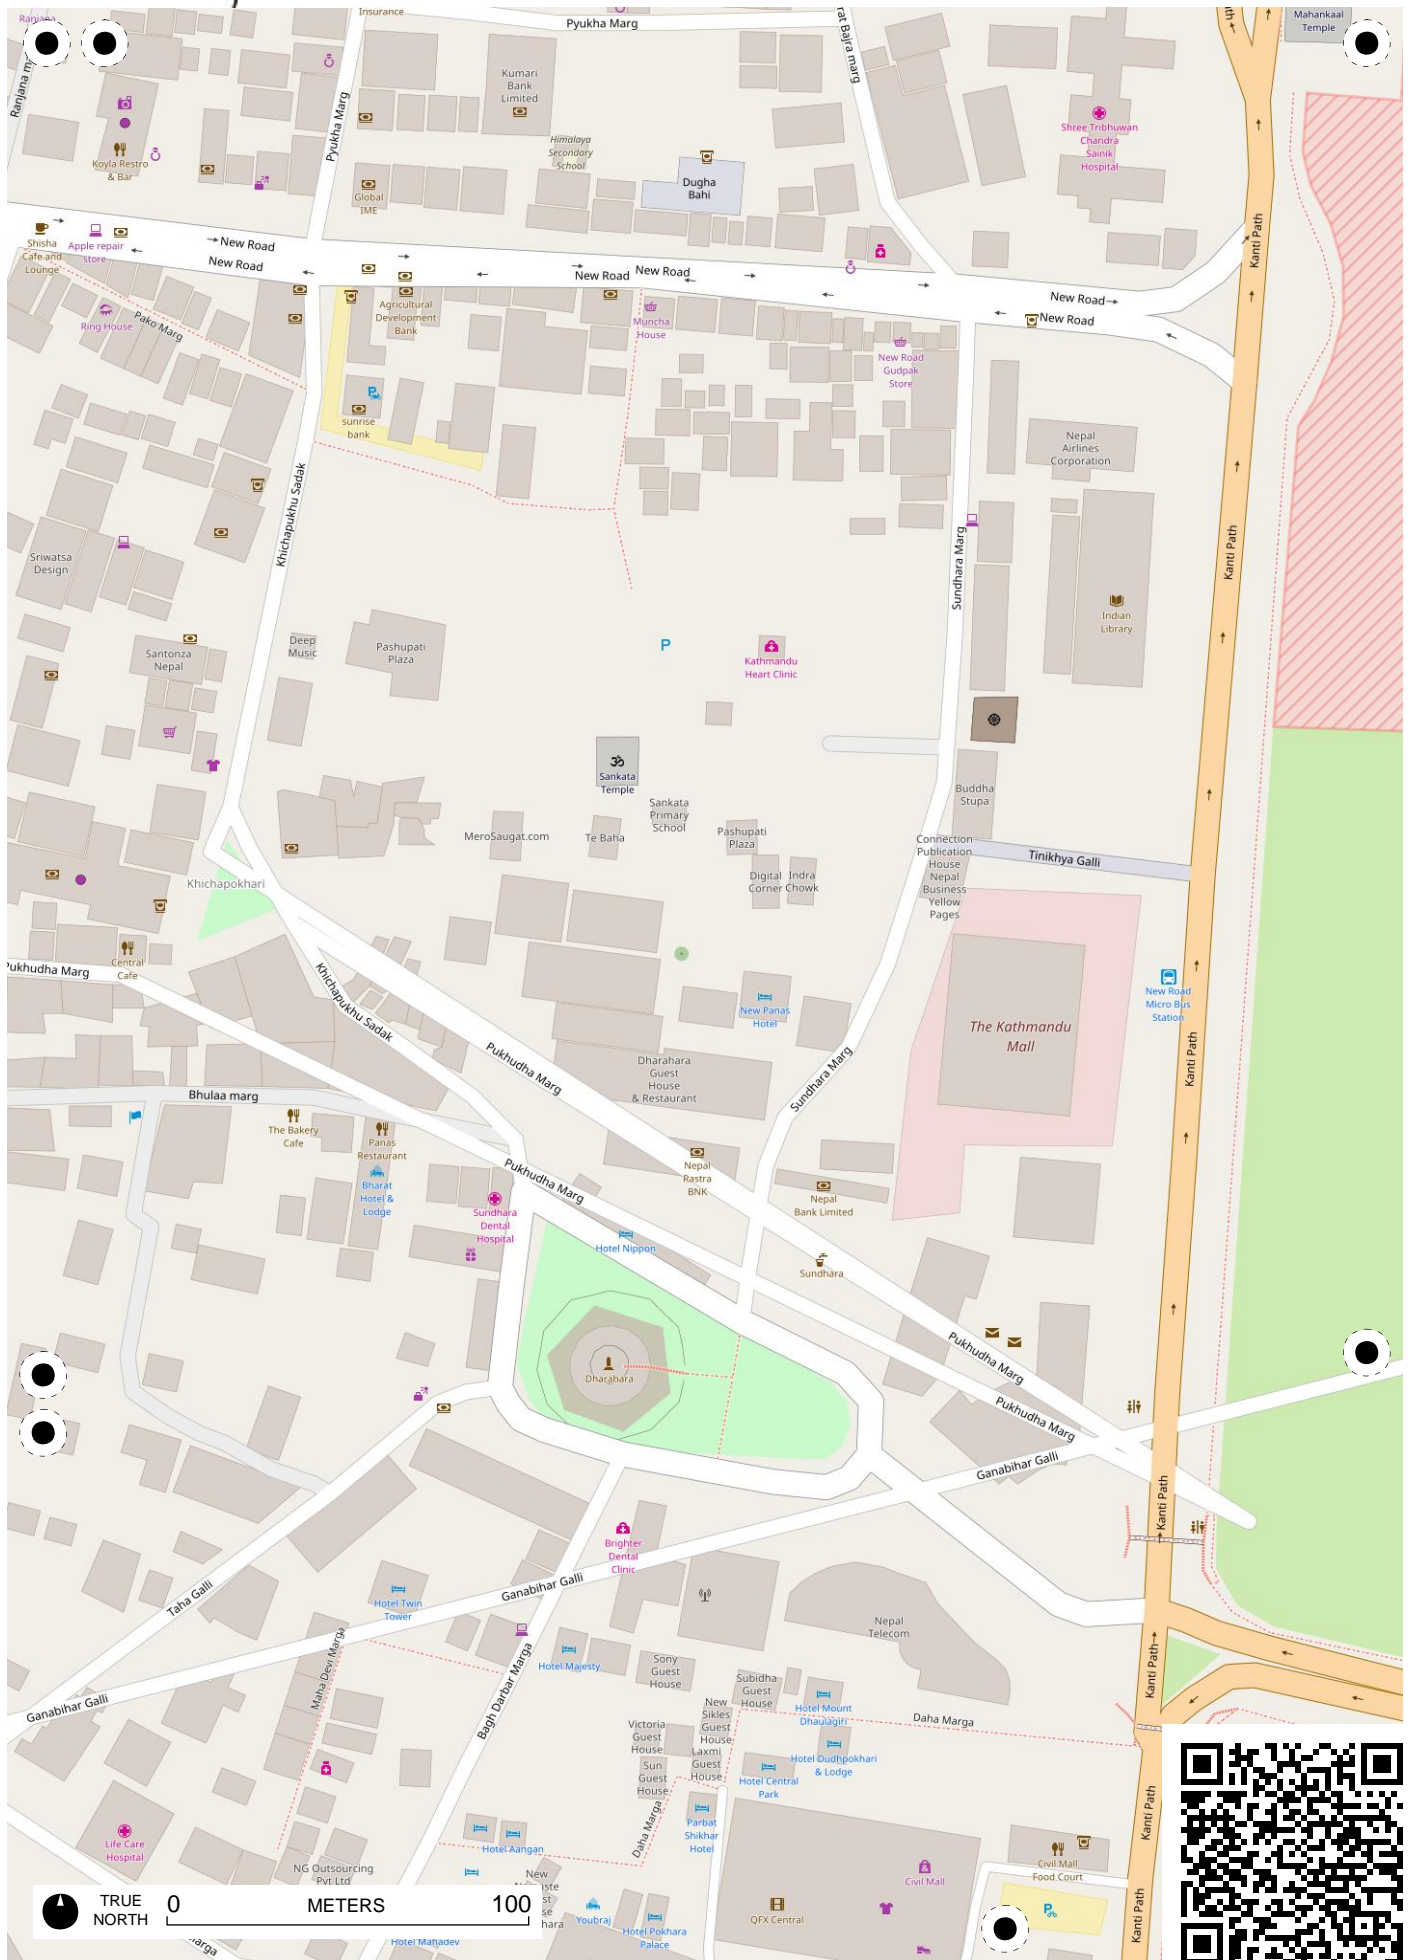 Insurance
Pyukha Marg
Mahankaal
Temple
Ranjana
rat Bajra marg
Ranjana m
Pyukha Marg
Kumari
Bank
Limited
Himalaya
Secondary
School
Shree Tribhuwan
Chandra
Sainik
Hospital
Koyla Restro
& Bar
Global
IME
Dugha
Bahi
Kanti Path
Shisha
Cafe and
Lounge
Apple repair
store
New Road
New Road
New Road
New Road
New Road
New Road
Ring House
Pako Marg
Agricultural
Development
Bank
Muncha
House
New Road
Gudpak
Store
sunrise
bank
Nepal
Airlines
Corporation
Khichapukhu Sadak
Sundhara Marg
Kanti Path
Sriwatsa
Design
Indian
Library
Deep
Music
Pashupati
Plaza
P
Kathmandu
Heart Clinic
Santonza
Nepal
Sankata
Temple
Sankata
Primary
School
Buddha
Stupa
MeroSaugat.com
Te Baha
Pashupati
Plaza
Connection
Publication
House
Nepal
Business
Yellow
Pages
Tinikhya Galli
Khichapokhari
Digital
Corner
Indra
Chowk
Central
Cafe
Pukhudha Marg
Khichapukhu Sadak
New Panas
Hotel
New Road
Micro Bus
Station
The Kathmandu
Mall
Pukhudha Marg
Dharahara
Guest
House
& Restaurant
Sundhara Marg
Kanti Path
Bhulaa marg
The Bakery
Cafe
Panas
Restaurant
Bharat
Hotel &
Lodge
Pukhudha Marg
Nepal
Rastra
BNK
Nepal
Bank Limited
Sundhara
Dental
Hospital
Hotel Nippon
Sundhara
Pukhudha Marg
Dharahara
Pukhudha Marg
Ganabihar Galli
Kanti Path
Brighter
Dental
Clinic
Ganabihar Galli
Taha Galli
Hotel Twin
Tower
Nepal
Telecom
Maha Devi Marga
Hotel Majesty
Sony
Guest
House
Subidha
Guest
House
Kanti Path
Ganabihar Galli
Bagh Darbar Marga
New
Sikles
Guest
House
Hotel Mount
Dhaulagiri
Daha Marga
Victoria
Guest
House
Laxmi
Guest
House
Hotel Dudhpokhari
& Lodge
Sun
Guest
House
Hotel Central
Park
Kanti Path
Daha Marga
Parbat
Shikhar
Hotel
Life Care
Hospital
Hotel Aangan
NG Outsourcing
Pvt Ltd
New
Civil Mall
Civil Mall
Food Court
TRUE
NORTH
0 METERS 100
QFX Central
Youbraj
Hotel Pokhara
Palace
Hotel Mahadev
Kanti Path